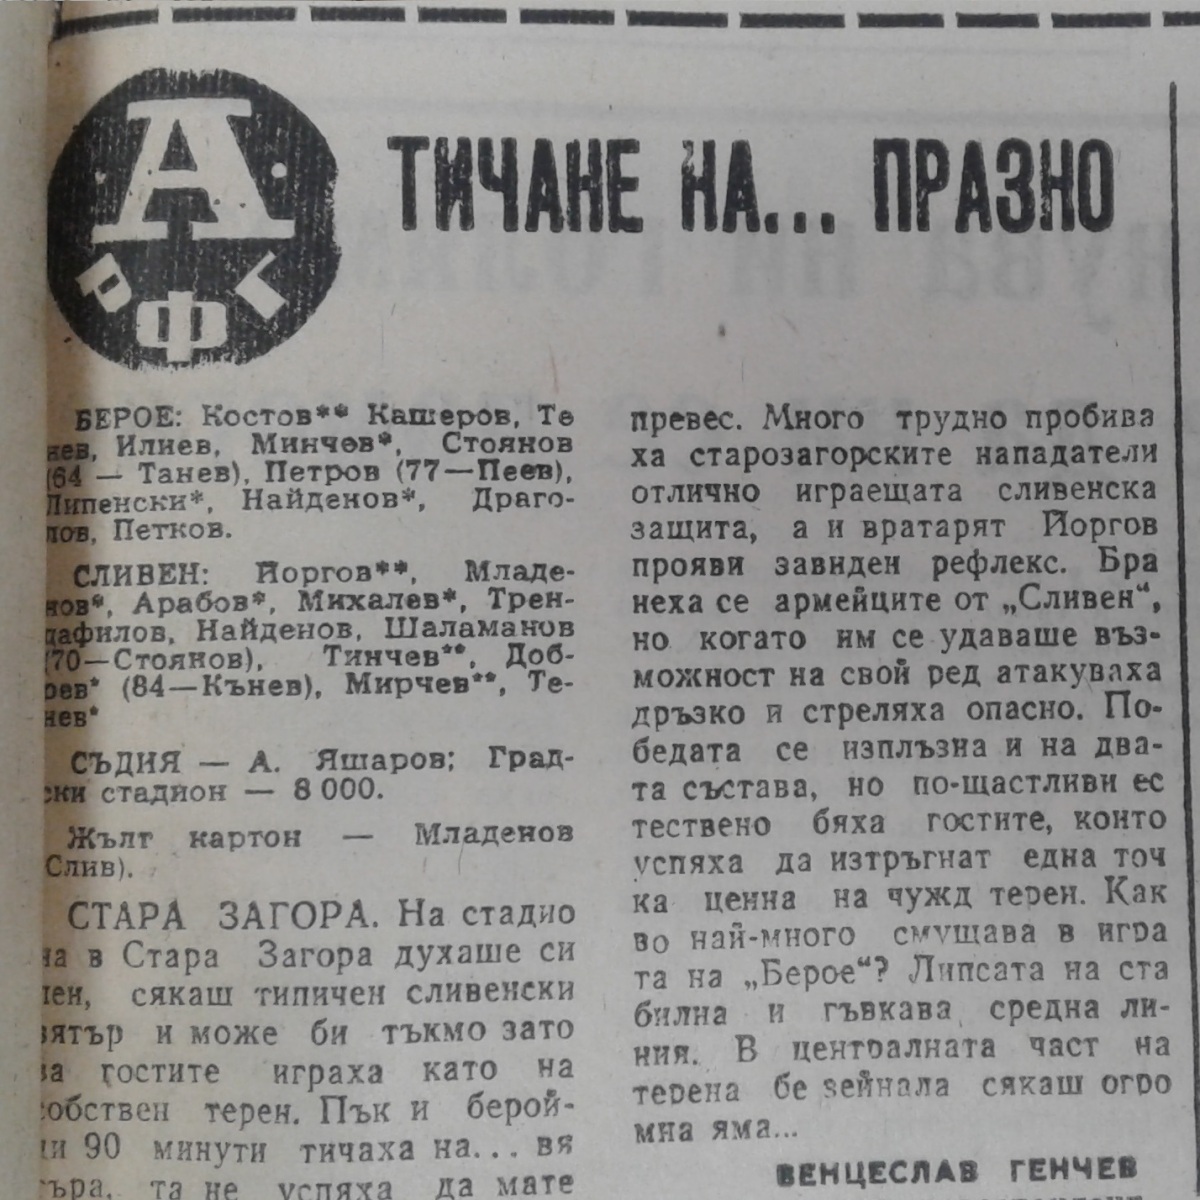 А
РФГ
ТИЧАНЕ НА... ПРАЗНО
БЕРОЕ: Костов** Кашеров, Те
нев, Илиев, Минчев*, Стоянов
(64 — Танев), Петров (77—Пеев),
Липенски*, Найденов*, Драго-
лов, Петков.
СЛИВЕН: Йоргов**, Младе-
нов*, Арабов*, Михалев*, Трен-
дафилов, Найденов, Шаламанов
(70—Стоянов), Тинчев**, Доб-
рев* (84—Кънев), Мирчев**, Те-
нев*
СЪДИЯ — А. Яшаров; Град-
ски стадион — 8 000.
Жълт картон — Младенов
(Слив).
СТАРА ЗАГОРА. На стадио
на в Стара Загора духаше си
лен, сякаш типичен сливенски
вятър и може би тъкмо зато
ва гостите играха като на
собствен терен. Пък и берой-
ци 90 минути тичаха на... вя
търа, та не успяха да мате
превес. Много трудно пробива
ха старозагорските нападатели
отлично играещата сливенска
защита, а и вратарят Йоргов
прояви завиден рефлекс. Бра
неха се армейците от „Сливен“,
но когато им се удаваше въз-
можност на свой ред атакуваха
дръзко и стреляха опасно. По-
бедата се изплъзна и на два-
та състава, но по-щастливи ес
тествено бяха гостите, които
успяха да изтръгнат една точ
ка ценна на чужд терен. Как
во най-много смущава в игра
та на „Берое“? Липсата на ста
билна и гъвкава средна ли-
ния. В централната част на
терена бе зейнала сякаш огро
мна яма...
ВЕНЦЕСЛАВ ГЕНЧЕВ